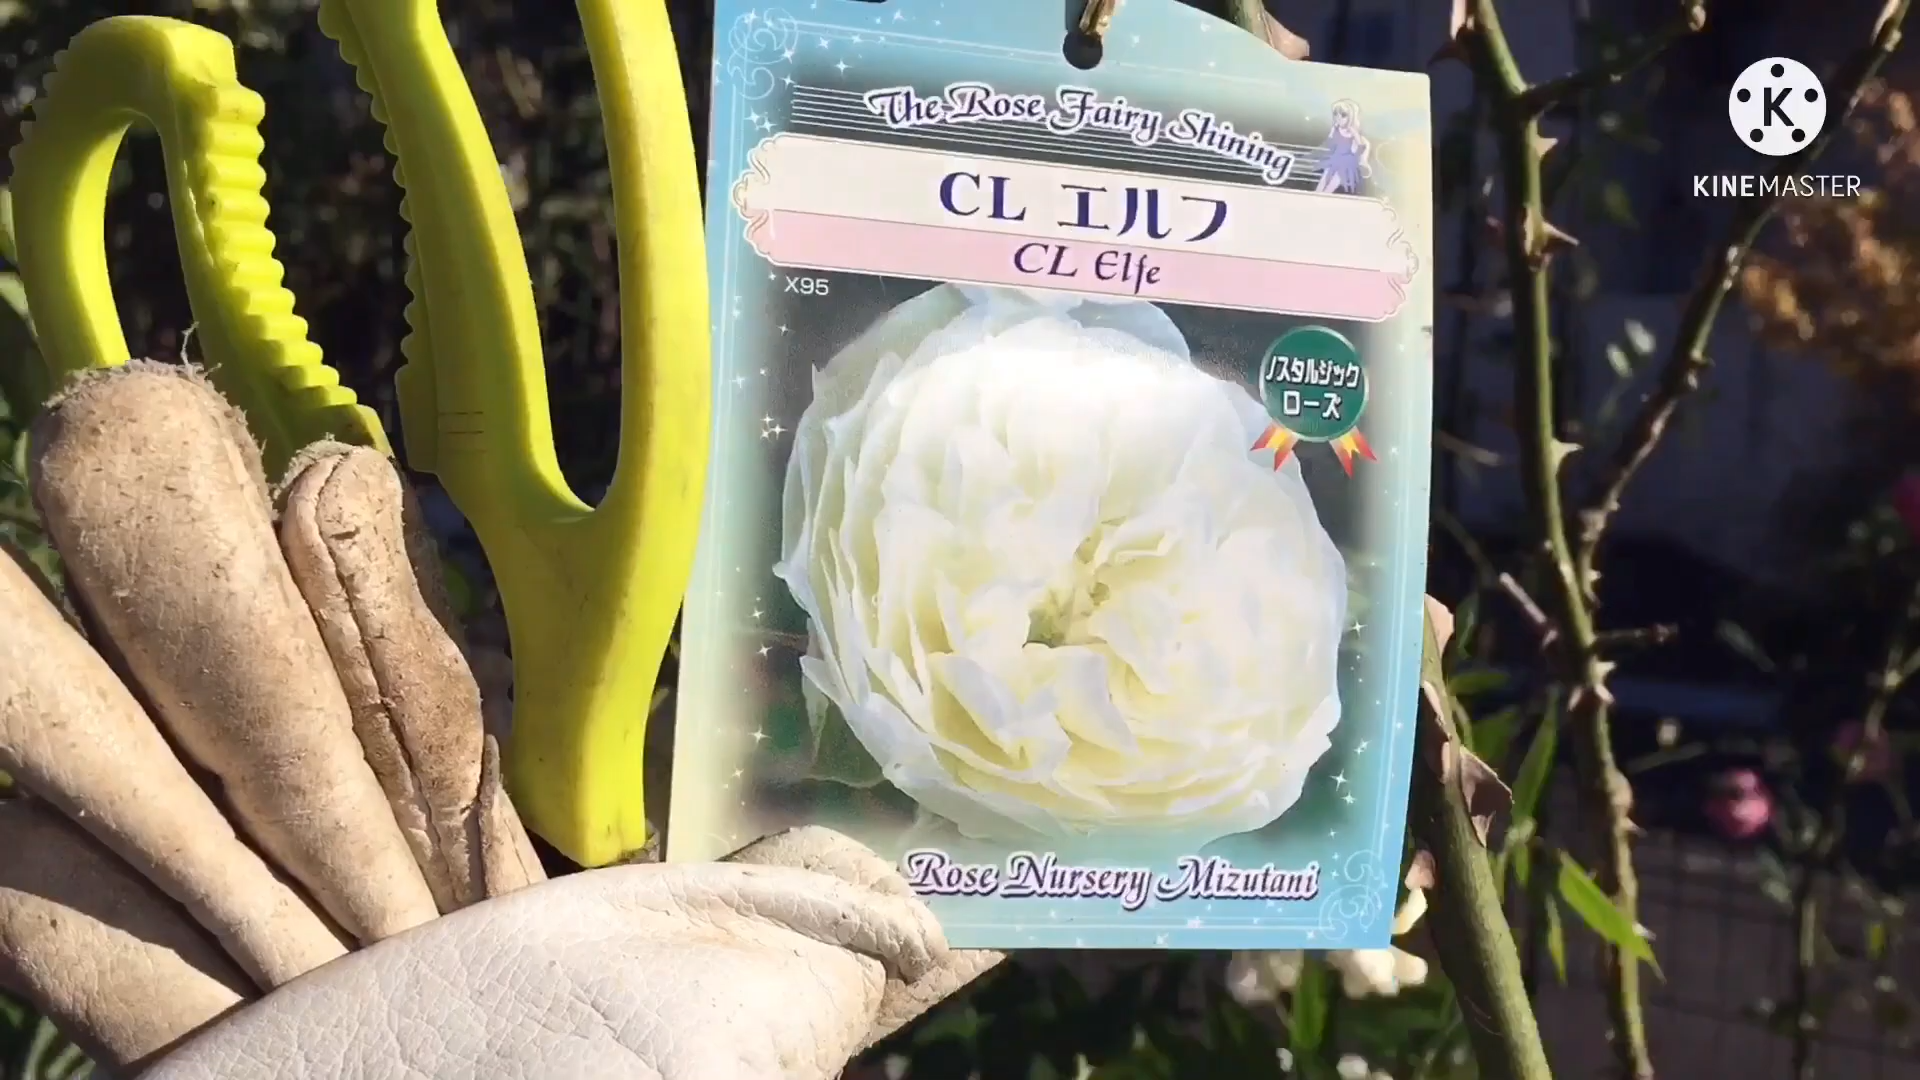 The Rose Fairy Shining
CL エルフ
CL Elfe
X95
ノスタルジック
ローズ
Rose Nursery Mizutani
K
KINEMASTER